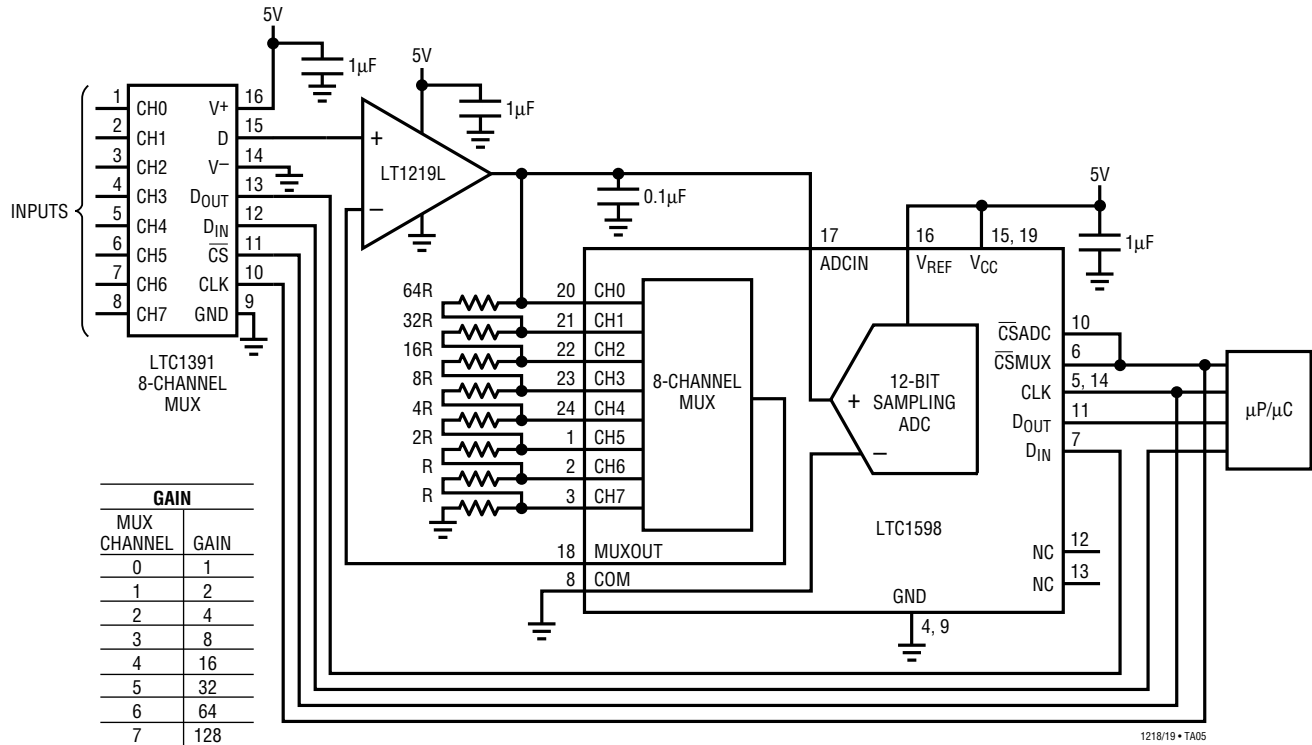 5V
1µF
INPUTS
1 CH0 V+ 16
2 CH1 D 15
3 CH2 V– 14
4 CH3 DOUT 13
5 CH4 DIN 12
6 CH5 CS 11
7 CH6 CLK 10
8 CH7 GND 9
LTC1391
8-CHANNEL
MUX
5V
1µF
+
LT1219L
–
0.1µF
5V
1µF
17
ADCIN
16
VREF
15, 19
VCC
64R 20 CH0
32R 21 CH1
16R 22 CH2
8R 23 CH3
4R 24 CH4
2R 1 CH5
R 2 CH6
R 3 CH7
8-CHANNEL
MUX
+
12-BIT
SAMPLING
ADC
–
18 MUXOUT
8 COM
LTC1598
GND
4, 9
CSADC 10
CSMUX 6
CLK 5, 14
DOUT 11
DIN 7
NC 12
NC 13
µP/µC
GAIN
MUX
CHANNEL GAIN
0 1
1 2
2 4
3 8
4 16
5 32
6 64
7 128
1218/19 • TA05